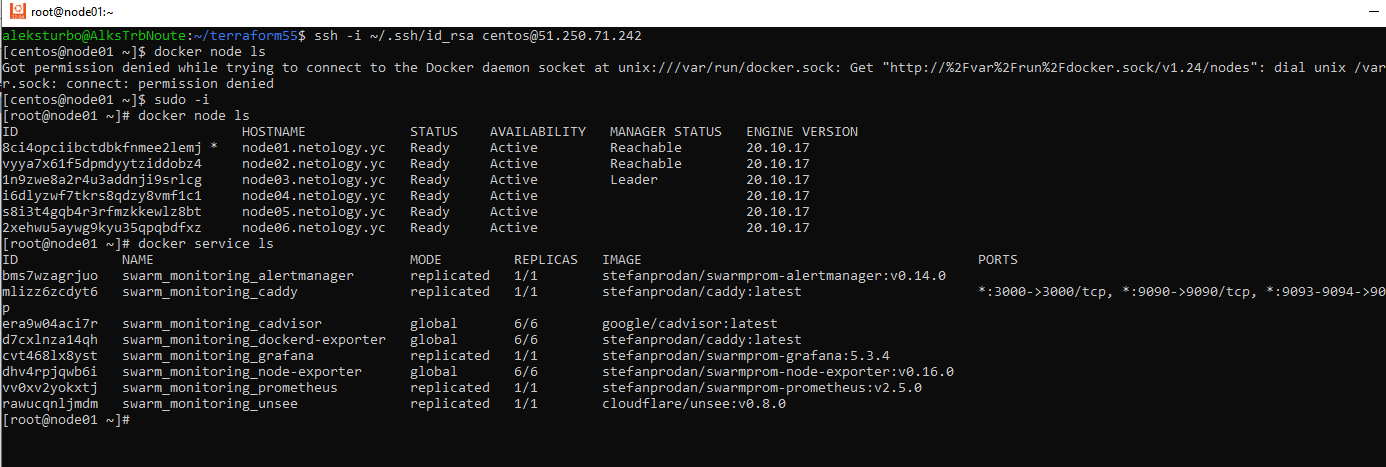 root@node01:~
aleksturbo@AlksTrbNoute:~/terraform55$ ssh -i ~/.ssh/id_rsa centos@51.250.71.242
[centos@node01 ~]$ docker node ls
Got permission denied while trying to connect to the Docker daemon socket at unix:///var/run/docker.sock: Get "http://%2Fvar%2Frun%2Fdocker.sock/v1.24/nodes": dial unix /var
r.sock: connect: permission denied
[centos@node01 ~]$ sudo -i
[root@node01 ~]# docker node ls
ID HOSTNAME STATUS AVAILABILITY MANAGER STATUS ENGINE VERSION
8ci4opciibctdbkfnmee2lemj * node01.netology.yc Ready Active Reachable 20.10.17
vyya7x61f5dpmdyytziddobz4 node02.netology.yc Ready Active Reachable 20.10.17
1n9zwe8a2r4u3addnji9srlcg node03.netology.yc Ready Active Leader 20.10.17
i6dlyzwf7tkrs8qdzy8vmf1c1 node04.netology.yc Ready Active 20.10.17
s8i3t4gqb4r3rfmzkkewlz8bt node05.netology.yc Ready Active 20.10.17
2xehwu5aywg9kyu35qpqbdfxz node06.netology.yc Ready Active 20.10.17
[root@node01 ~]# docker service ls
ID NAME MODE REPLICAS IMAGE PORTS
bms7wzagrjuo swarm_monitoring_alertmanager replicated 1/1 stefanprodan/swarmprom-alertmanager:v0.14.0
mlizz6zcdyt6 swarm_monitoring_caddy replicated 1/1 stefanprodan/caddy:latest *:3000->3000/tcp, *:9090->9090/tcp, *:9093-9094->90
p
era9w04aci7r swarm_monitoring_cadvisor global 6/6 google/cadvisor:latest
d7cxlnza14qh swarm_monitoring_dockerd-exporter global 6/6 stefanprodan/caddy:latest
cvt468lx8yst swarm_monitoring_grafana replicated 1/1 stefanprodan/swarmprom-grafana:5.3.4
dhv4rpjqwb6i swarm_monitoring_node-exporter global 6/6 stefanprodan/swarmprom-node-exporter:v0.16.0
vv0xv2yokxtj swarm_monitoring_prometheus replicated 1/1 stefanprodan/swarmprom-prometheus:v2.5.0
rawucqnljmdm swarm_monitoring_unsee replicated 1/1 cloudflare/unsee:v0.8.0
[root@node01 ~]#